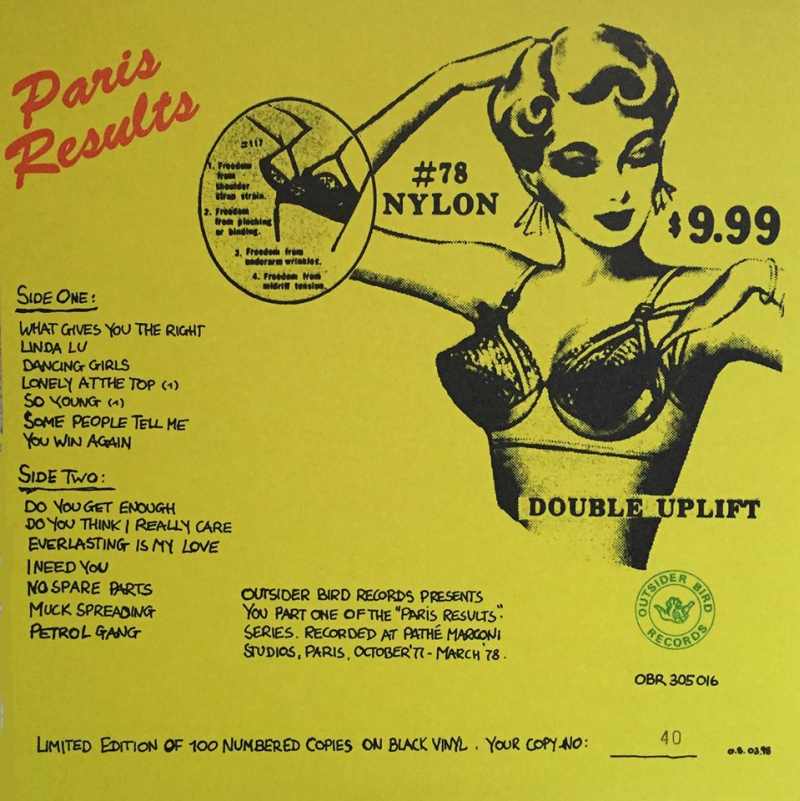 Paris
Results
#117
1. Freedom
from
shoulder
strap strain.
2. Freedom
from pinching
or binding.
3. Freedom from
underarm wrinkles.
4. Freedom from
midriff tension.
#78
NYLON
$9.99
DOUBLE UPLIFT
SIDE ONE:
WHAT GIVES YOU THE RIGHT
LINDA LU
DANCING GIRLS
LONELY AT THE TOP (1)
SO YOUNG (1)
SOME PEOPLE TELL ME
YOU WIN AGAIN
SIDE TWO:
DO YOU GET ENOUGH
DO YOU THINK I REALLY CARE
EVERLASTING IS MY LOVE
I NEED YOU
NO SPARE PARTS
MUCK SPREADING
PETROL GANG
OUTSIDER BIRD RECORDS PRESENTS
YOU PART ONE OF THE "PARIS RESULTS".
SERIES. RECORDED AT PATHÉ MARCONI
STUDIOS, PARIS, OCTOBER '77 - MARCH '78.
OUTSIDER BIRD
RECORDS
OBR 305016
LIMITED EDITION OF 100 NUMBERED COPIES ON BLACK VINYL. YOUR COPY NO: 40